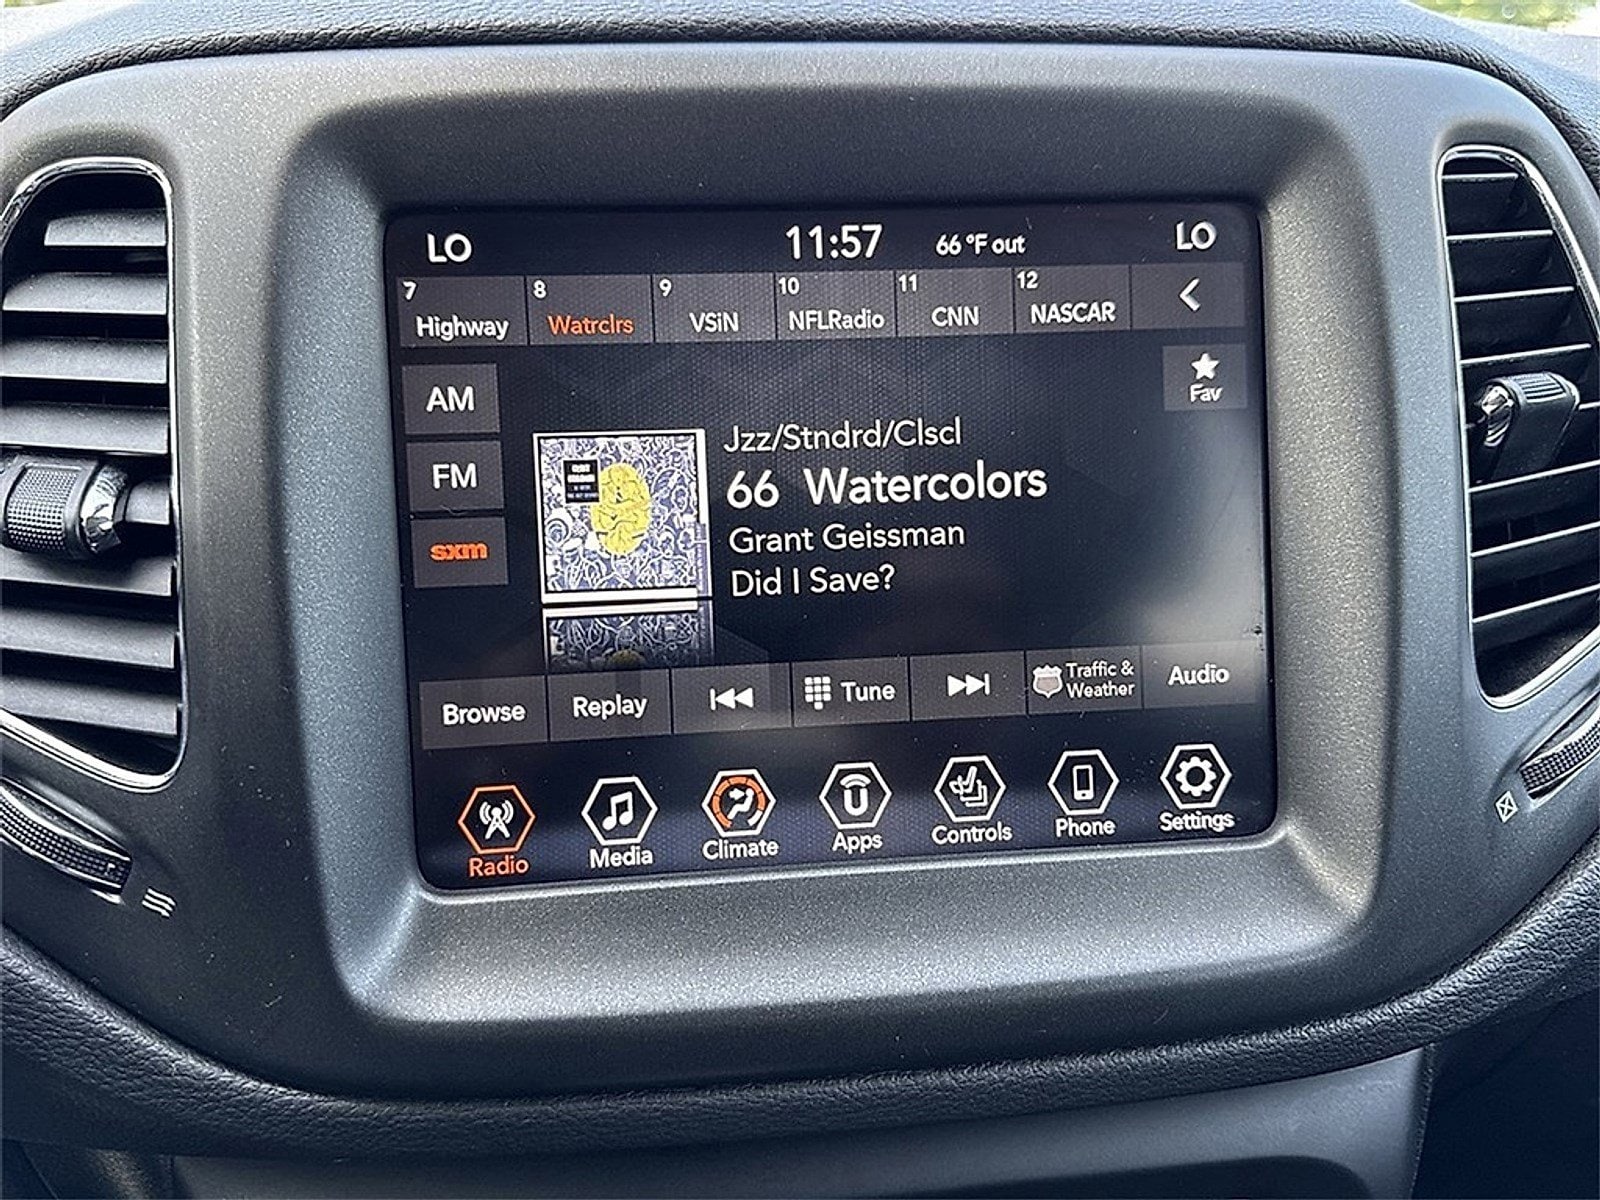 LO 11:57 66 °F out LO
7 8 9 10 11 12
Highway Watrclrs VSiN NFLRadio CNN NASCAR
Fav
AM
FM
sxm
Jzz/Stndrd/Clscl
66 Watercolors
Grant Geissman
Did I Save?
Browse Replay Tune Traffic & Weather Audio
Radio Media Climate Apps Controls Phone Settings